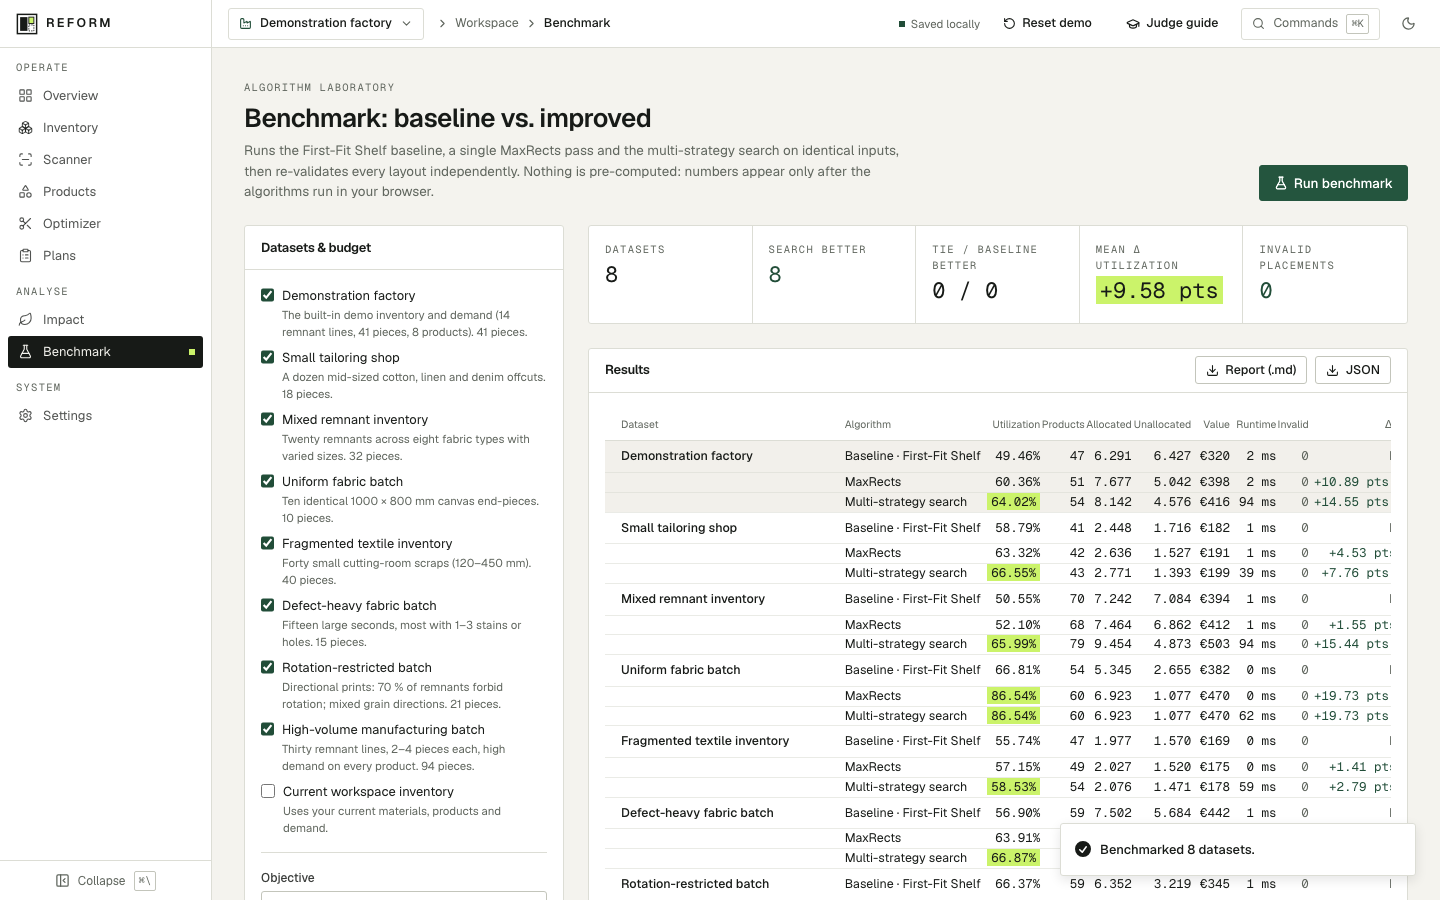 REFORM
Demonstration factory
Workspace
Benchmark
Saved locally
Reset demo
Judge guide
Commands
⌘K
OPERATE
Overview
Inventory
Scanner
Products
Optimizer
Plans
ANALYSE
Impact
Benchmark
SYSTEM
Settings
Collapse
⌘\
ALGORITHM LABORATORY
Benchmark: baseline vs. improved
Runs the First-Fit Shelf baseline, a single MaxRects pass and the multi-strategy search on identical inputs,
then re-validates every layout independently. Nothing is pre-computed: numbers appear only after the
algorithms run in your browser.
Run benchmark
Datasets & budget
Demonstration factory
The built-in demo inventory and demand (14
remnant lines, 41 pieces, 8 products). 41 pieces.
Small tailoring shop
A dozen mid-sized cotton, linen and denim offcuts.
18 pieces.
Mixed remnant inventory
Twenty remnants across eight fabric types with
varied sizes. 32 pieces.
Uniform fabric batch
Ten identical 1000 × 800 mm canvas end-pieces.
10 pieces.
Fragmented textile inventory
Forty small cutting-room scraps (120–450 mm).
40 pieces.
Defect-heavy fabric batch
Fifteen large seconds, most with 1–3 stains or
holes. 15 pieces.
Rotation-restricted batch
Directional prints: 70 % of remnants forbid
rotation; mixed grain directions. 21 pieces.
High-volume manufacturing batch
Thirty remnant lines, 2–4 pieces each, high
demand on every product. 94 pieces.
Current workspace inventory
Uses your current materials, products and
demand.
Objective
DATASETS
8
SEARCH BETTER
8
TIE / BASELINE
BETTER
0 / 0
MEAN Δ
UTILIZATION
+9.58 pts
INVALID
PLACEMENTS
0
Results
Report (.md)
JSON
Dataset Algorithm Utilization Products Allocated Unallocated Value Runtime Invalid Δ
Demonstration factory Baseline · First-Fit Shelf 49.46% 47 6.291 6.427 €320 2 ms 0
MaxRects 60.36% 51 7.677 5.042 €398 2 ms 0 +10.89 pts
Multi-strategy search 64.02% 54 8.142 4.576 €416 94 ms 0 +14.55 pts
Small tailoring shop Baseline · First-Fit Shelf 58.79% 41 2.448 1.716 €182 1 ms 0
MaxRects 63.32% 42 2.636 1.527 €191 1 ms 0 +4.53 pts
Multi-strategy search 66.55% 43 2.771 1.393 €199 39 ms 0 +7.76 pts
Mixed remnant inventory Baseline · First-Fit Shelf 50.55% 70 7.242 7.084 €394 1 ms 0
MaxRects 52.10% 68 7.464 6.862 €412 1 ms 0 +1.55 pts
Multi-strategy search 65.99% 79 9.454 4.873 €503 94 ms 0 +15.44 pts
Uniform fabric batch Baseline · First-Fit Shelf 66.81% 54 5.345 2.655 €382 0 ms 0
MaxRects 86.54% 60 6.923 1.077 €470 0 ms 0 +19.73 pts
Multi-strategy search 86.54% 60 6.923 1.077 €470 62 ms 0 +19.73 pts
Fragmented textile inventory Baseline · First-Fit Shelf 55.74% 47 1.977 1.570 €169 0 ms 0
MaxRects 57.15% 49 2.027 1.520 €175 0 ms 0 +1.41 pts
Multi-strategy search 58.53% 54 2.076 1.471 €178 59 ms 0 +2.79 pts
Defect-heavy fabric batch Baseline · First-Fit Shelf 56.90% 59 7.502 5.684 €442 1 ms 0
MaxRects 63.91%
Multi-strategy search 66.87%
Rotation-restricted batch Baseline · First-Fit Shelf 66.37% 59 6.352 3.219 €345 1 ms 0
Benchmarked 8 datasets.